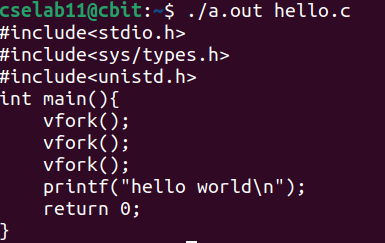 cselab11@cbit:~$ ./a.out hello.c
#include<stdio.h>
#include<sys/types.h>
#include<unistd.h>
int main(){
    vfork();
    vfork();
    vfork();
    printf("hello world\n");
    return 0;
}